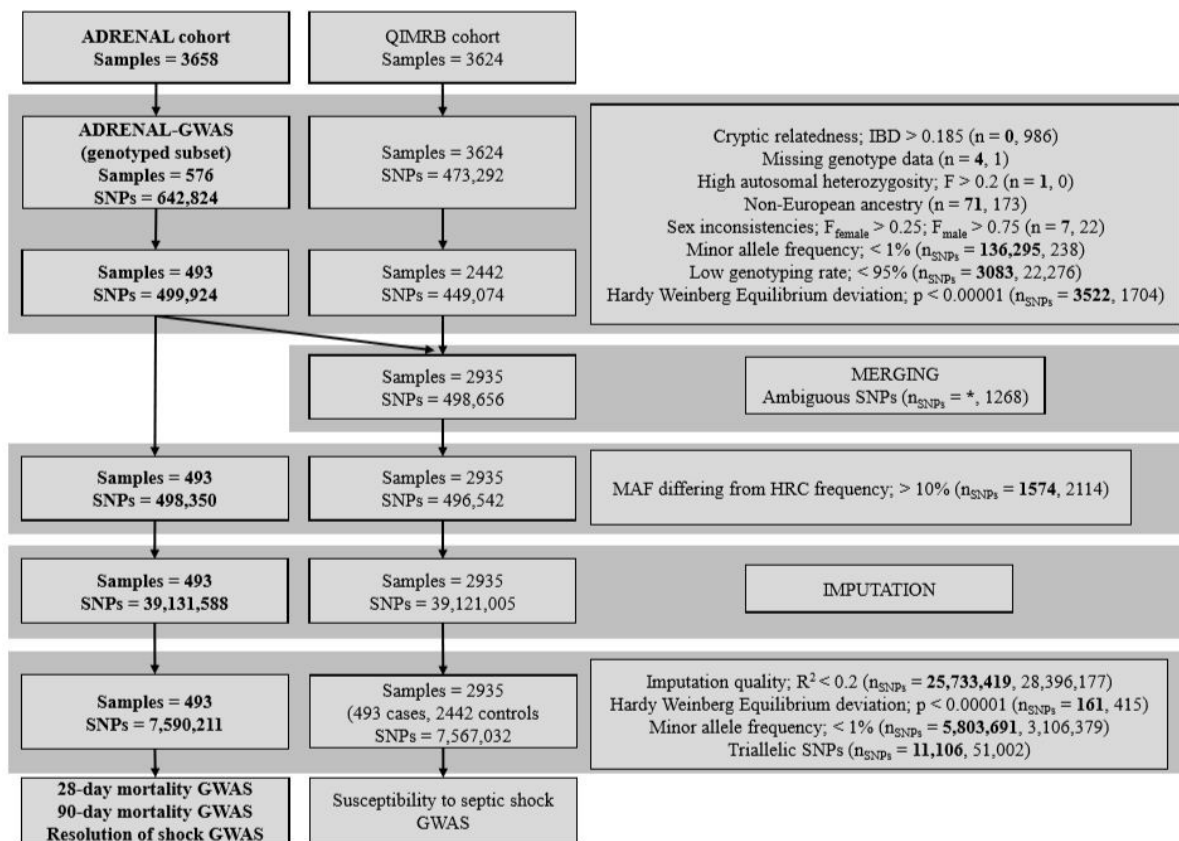 ADRENAL cohort
Samples = 3658
QIMRB cohort
Samples = 3624
ADRENAL-GWAS
(genotyped subset)
Samples = 576
SNPs = 642,824
Samples = 3624
SNPs = 473,292
Cryptic relatedness; IBD > 0.185 (n = 0, 986)
Missing genotype data (n = 4, 1)
High autosomal heterozygosity; F > 0.2 (n = 1, 0)
Non-European ancestry (n = 71, 173)
Sex inconsistencies; Ffemale > 0.25; Fmale > 0.75 (n = 7, 22)
Minor allele frequency; < 1% (nSNPs = 136,295, 238)
Low genotyping rate; < 95% (nSNPs = 3083, 22,276)
Hardy Weinberg Equilibrium deviation; p < 0.00001 (nSNPs = 3522, 1704)
Samples = 493
SNPs = 499,924
Samples = 2442
SNPs = 449,074
Samples = 2935
SNPs = 498,656
MERGING
Ambiguous SNPs (nSNPs = *, 1268)
Samples = 493
SNPs = 498,350
Samples = 2935
SNPs = 496,542
MAF differing from HRC frequency; > 10% (nSNPs = 1574, 2114)
Samples = 493
SNPs = 39,131,588
Samples = 2935
SNPs = 39,121,005
IMPUTATION
Samples = 493
SNPs = 7,590,211
Samples = 2935
(493 cases, 2442 controls
SNPs = 7,567,032
Imputation quality; R² < 0.2 (nSNPs = 25,733,419, 28,396,177)
Hardy Weinberg Equilibrium deviation; p < 0.00001 (nSNPs = 161, 415)
Minor allele frequency; < 1% (nSNPs = 5,803,691, 3,106,379)
Triallelic SNPs (nSNPs = 11,106, 51,002)
28-day mortality GWAS
90-day mortality GWAS
Resolution of shock GWAS
Susceptibility to septic shock
GWAS